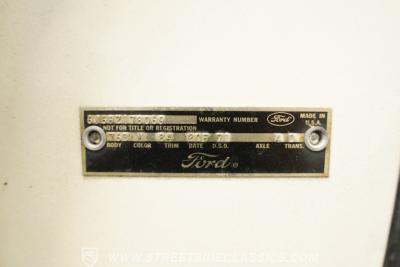 WARRANTY NUMBER Ford MADE IN U.S.A.
NOT FOR TITLE OR REGISTRATION
BODY COLOR TRIM DATE D.S.O. AXLE TRANS.
Ford
WWW.STREETSIDECLASSICS.COM